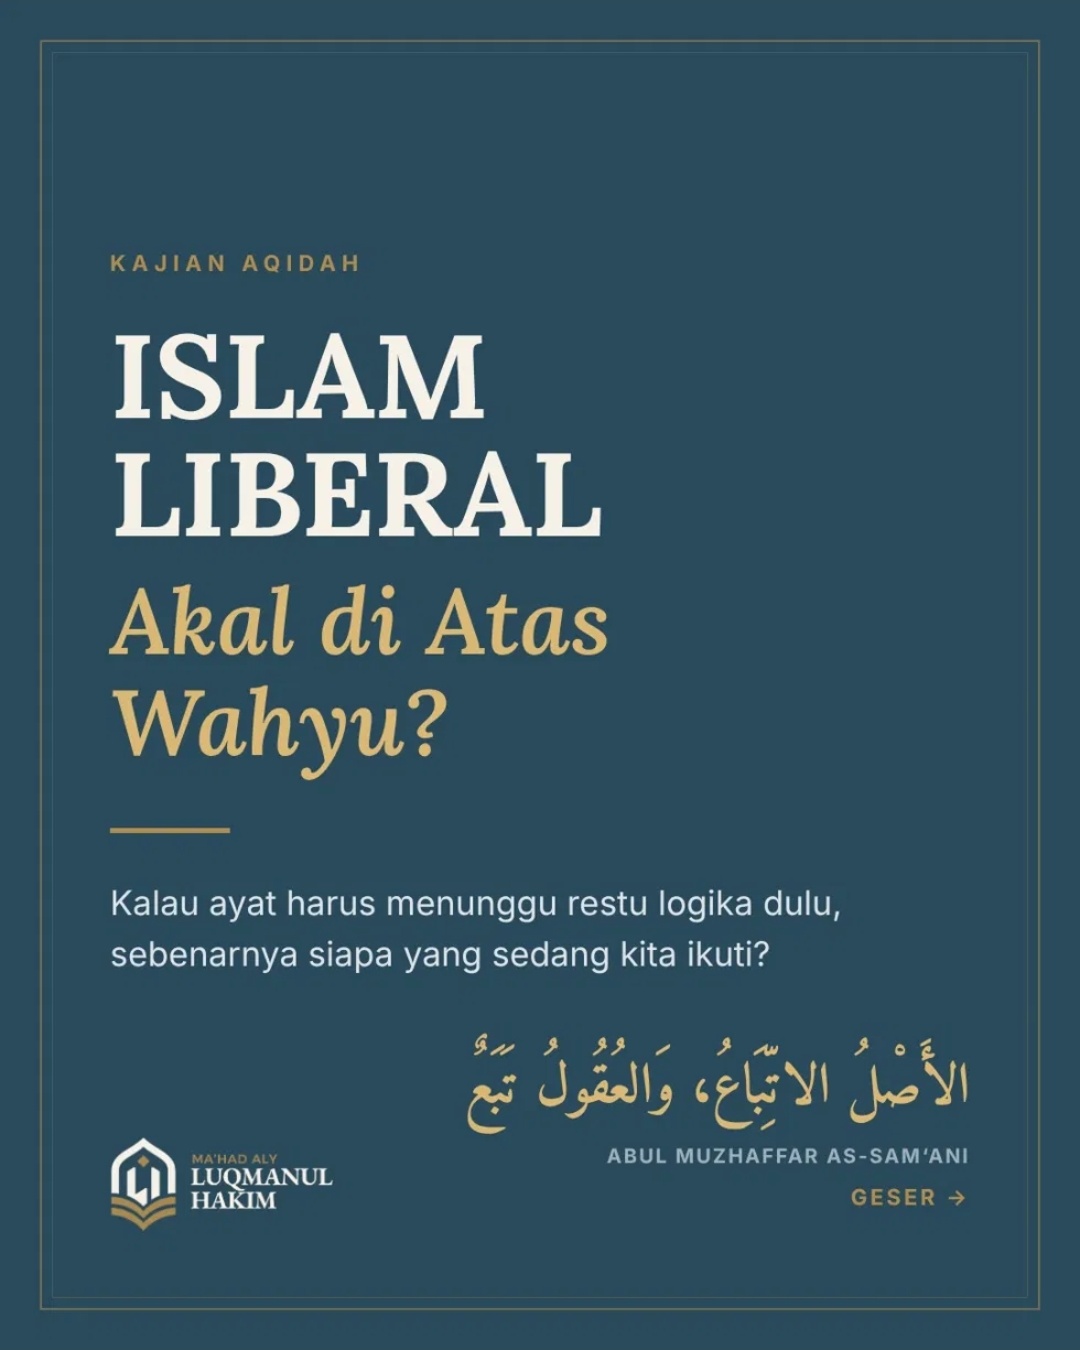 KAJIAN AQIDAH
ISLAM
LIBERAL
Akal di Atas
Wahyu?
Kalau ayat harus menunggu restu logika dulu,
sebenarnya siapa yang sedang kita ikuti?
الأَصْلُ الاتِّبَاعُ، وَالعُقُولُ تَبَعٌ
ABUL MUZHAFFAR AS-SAM‘ANI
GESER →
MA'HAD ALY
LUQMANUL
HAKIM